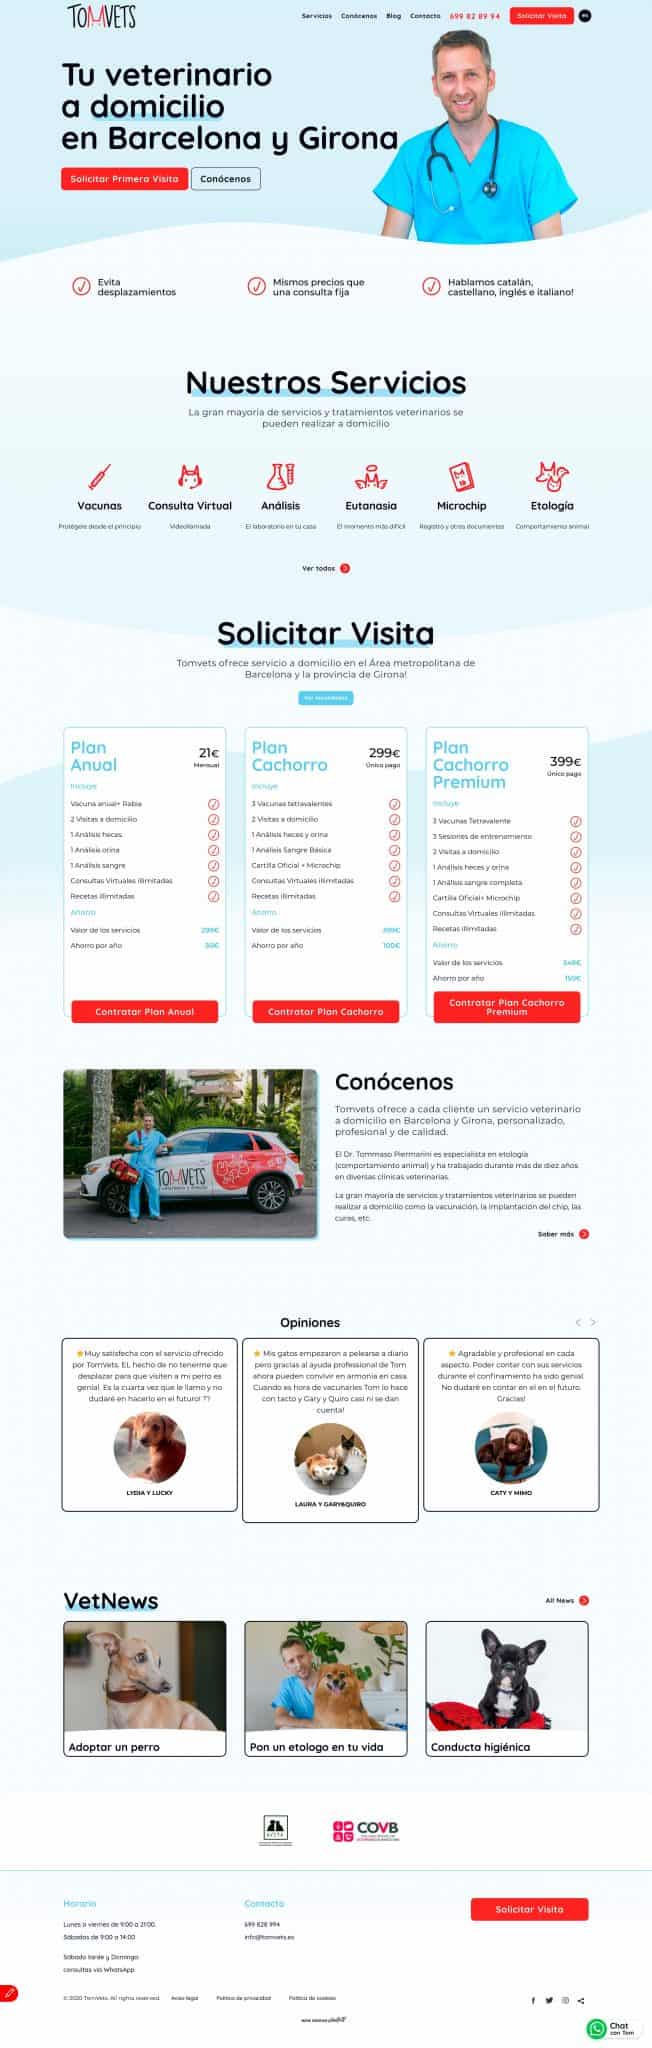 TOMVETS
Servicios Conócenos Blog Contacto 699 82 89 94 Solicitar Visita
Tu veterinario
a domicilio
en Barcelona y Girona
Solicitar Primera Visita Conócenos
Evita
desplazamientos
Mismos precios que
una consulta fija
Hablamos catalán,
castellano, inglés e italiano!
Nuestros Servicios
La gran mayoría de servicios y tratamientos veterinarios se
pueden realizar a domicilio
Vacunas Consulta Virtual Análisis Eutanasia Microchip Etología
Protégele desde el principio Videollamada El laboratorio en tu casa El momento más difícil Registro y otros documentos Comportamiento animal
Ver todos
Solicitar Visita
Tomvets ofrece servicio a domicilio en el Área metropolitana de
Barcelona y la provincia de Girona!
Plan
Anual
21€
Mensual
Incluye
Vacuna anual+ Rabia
2 Visitas a domicilio
1 Análisis heces
1 Análisis orina
1 Análisis sangre
Consultas Virtuales illimitadas
Recetas illimitadas
Ahorro
Valor de los servicios
Ahorro por año
Contratar Plan Anual
Plan
Cachorro
299€
Único pago
Incluye
3 Vacunas tetravalentes
2 Visitas a domicilio
1 Análisis heces y orina
1 Análisis Sangre Básica
Cartilla Oficial + Microchip
Consultas Virtuales illimitadas
Recetas illimitadas
Ahorro
Valor de los servicios
Ahorro por año 100€
Contratar Plan Cachorro
Plan
Cachorro
Premium
399€
Único pago
Incluye
3 Vacunas Tetravalente
3 Sesiones de entrenamiento
2 Visitas a domicilio
1 Análisis heces y orina
1 Análisis sangre completa
Cartilla Oficial+ Microchip
Consultas Virtuales illimitadas
Recetas illimitadas
Ahorro
Valor de los servicios
Ahorro por año 150€
Contratar Plan Cachorro
Premium
TOMVETS
Conócenos
Tomvets ofrece a cada cliente un servicio veterinario
a domicilio en Barcelona y Girona, personalizado,
profesional y de calidad.
El Dr. Tommaso Piermarini es especialista en etología
(comportamiento animal) y ha trabajado durante más de diez años
en diversas clínicas veterinarias.
La gran mayoría de servicios y tratamientos veterinarios se pueden
realizar a domicilio como la vacunación, la implantación del chip, las
curas, etc.
Saber más
Opiniones
Muy satisfecha con el servicio ofrecido
por TomVets. EL hecho de no tenerme que
desplazar para que visiten a mi perro es
genial. Es la cuarta vez que le llamo y no
dudaré en hacerlo en el futuro! ??
LYDIA Y LUCKY
Mis gatos empezaron a pelearse a diario
pero gracias al ayuda professional de Tom
ahora pueden convivir en armonia en casa.
Cuando es hora de vacunarles Tom lo hace
con tacto y Gary y Quiro casi ni se dan
cuenta!
LAURA Y GARY&QUIRO
Agradable y profesional en cada
aspecto. Poder contar con sus servicios
durante el confinamiento ha sido genial.
No dudaré en contar en el en el futuro.
Gracias!
CATY Y MIMO
VetNews
All News
Adoptar un perro Pon un etologo en tu vida Conducta higiénica
COVB
Horario
Lunes a viernes de 9:00 a 21:00.
Sábados de 9:00 a 14:00
Sábado tarde y Domingo
consultas via WhatsApp
Contacto
699 828 994
info@tomvets.es
Solicitar Visita
© 2020 TomVets. All rights reserved. Aviso legal Política de privacidad Política de cookies
Chat
con Tom